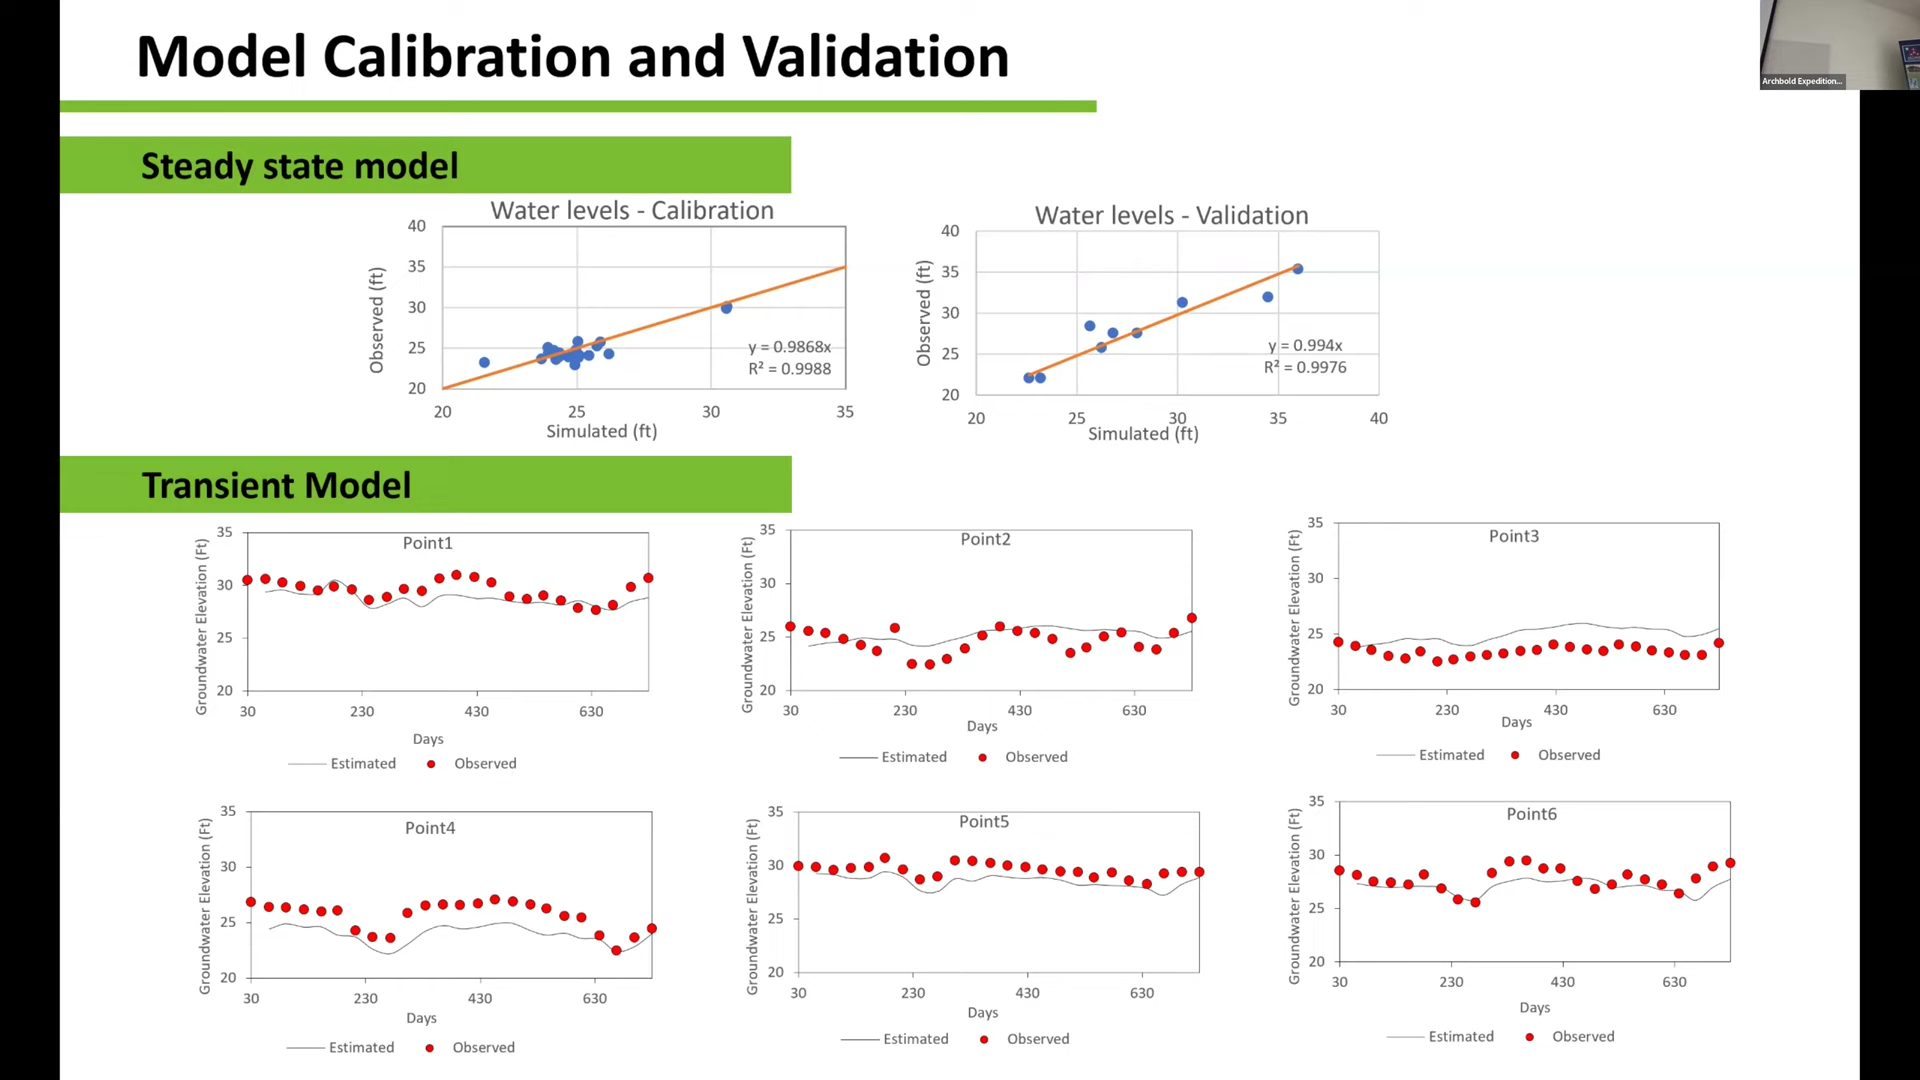 Model Calibration and Validation
Archbold Expedition...
Steady state model
Water levels - Calibration
40
35
30
25
20
Observed (ft)
y = 0.9868x
R² = 0.9988
20 25 30 35
Simulated (ft)
Water levels - Validation
40
35
30
25
20
Observed (ft)
y = 0.994x
R² = 0.9976
20 25 30 35 40
Simulated (ft)
Transient Model
Point1
35
30
25
20
Groundwater Elevation (Ft)
30 230 430 630
Days
Estimated Observed
Point2
35
30
25
20
Groundwater Elevation (Ft)
30 230 430 630
Days
Estimated Observed
Point3
35
30
25
20
Groundwater Elevation (Ft)
30 230 430 630
Days
Estimated Observed
Point4
35
30
25
20
Groundwater Elevation (Ft)
30 230 430 630
Days
Estimated Observed
Point5
35
30
25
20
Groundwater Elevation (Ft)
30 230 430 630
Days
Estimated Observed
Point6
35
30
25
20
Groundwater Elevation (Ft)
30 230 430 630
Days
Estimated Observed